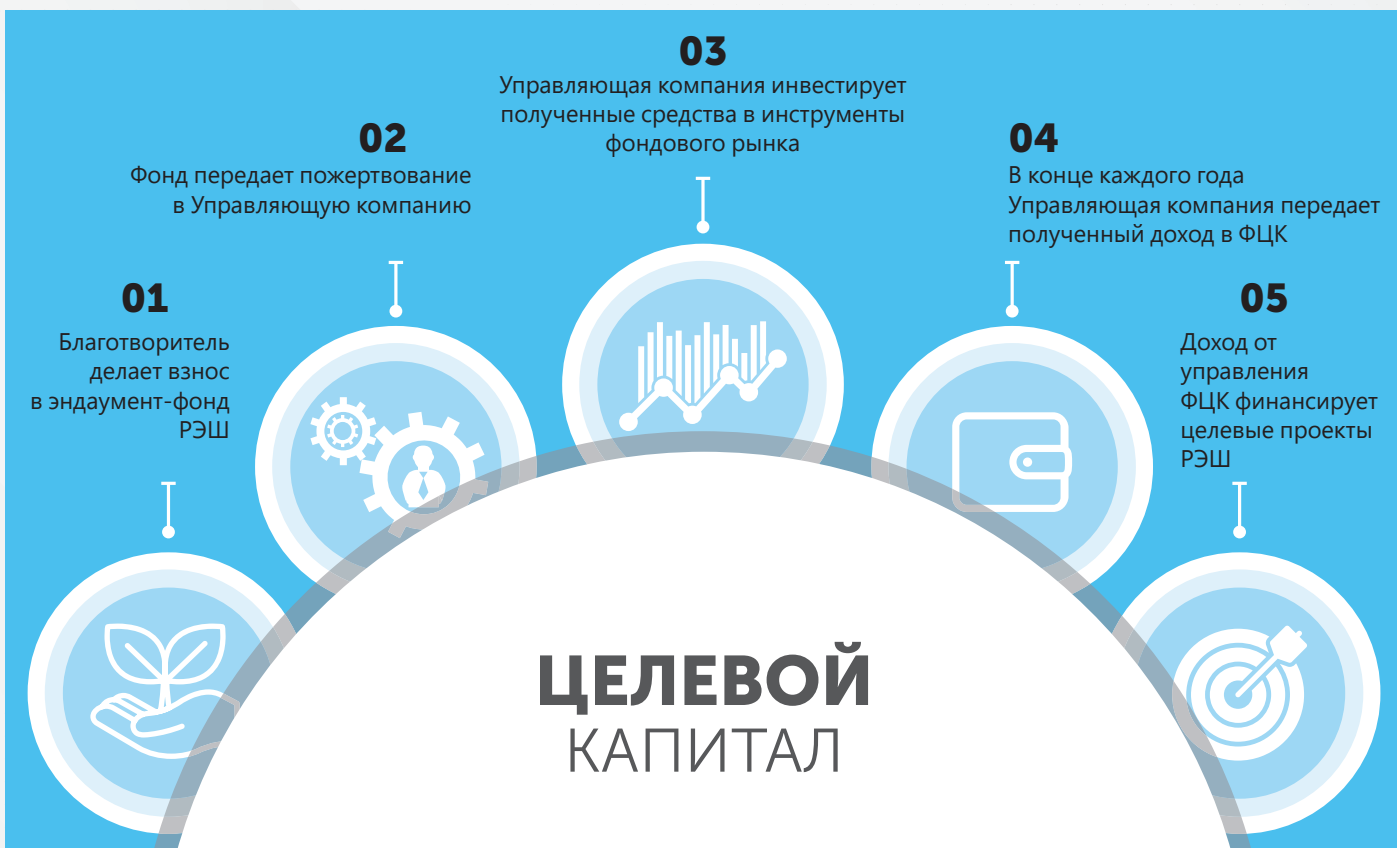 01
Благотворитель
делает взнос
в эндаумент-фонд
РЭШ
02
Фонд передает пожертвование
в Управляющую компанию
03
Управляющая компания инвестирует
полученные средства в инструменты
фондового рынка
04
В конце каждого года
Управляющая компания передает
полученный доход в ФЦК
05
Доход от
управления
ФЦК финансирует
целевые проекты
РЭШ
ЦЕЛЕВОЙ
КАПИТАЛ